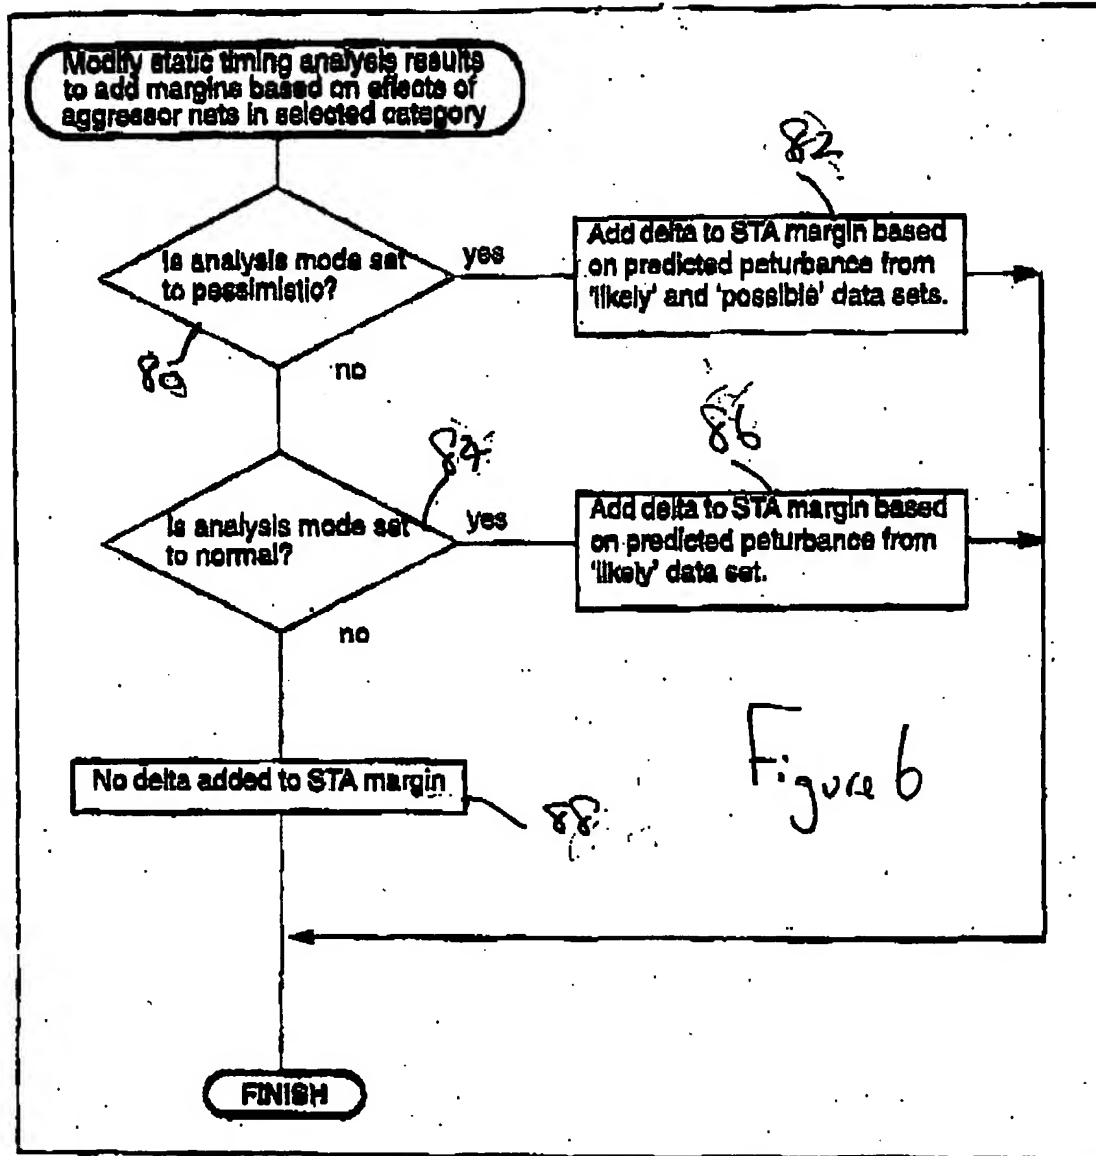 Modify static timing analysis results
to add margins based on effects of
aggressor nets in selected category
82
Is analysis mode set
to pessimistic?
yes
Add delta to STA margin based
on predicted peturbance from
'likely' and 'possible' data sets.
80
no
84
86
Is analysis mode set
to normal?
yes
Add delta to STA margin based
on predicted peturbance from
'likely' data set.
no
No delta added to STA margin
88
Figure 6
FINISH